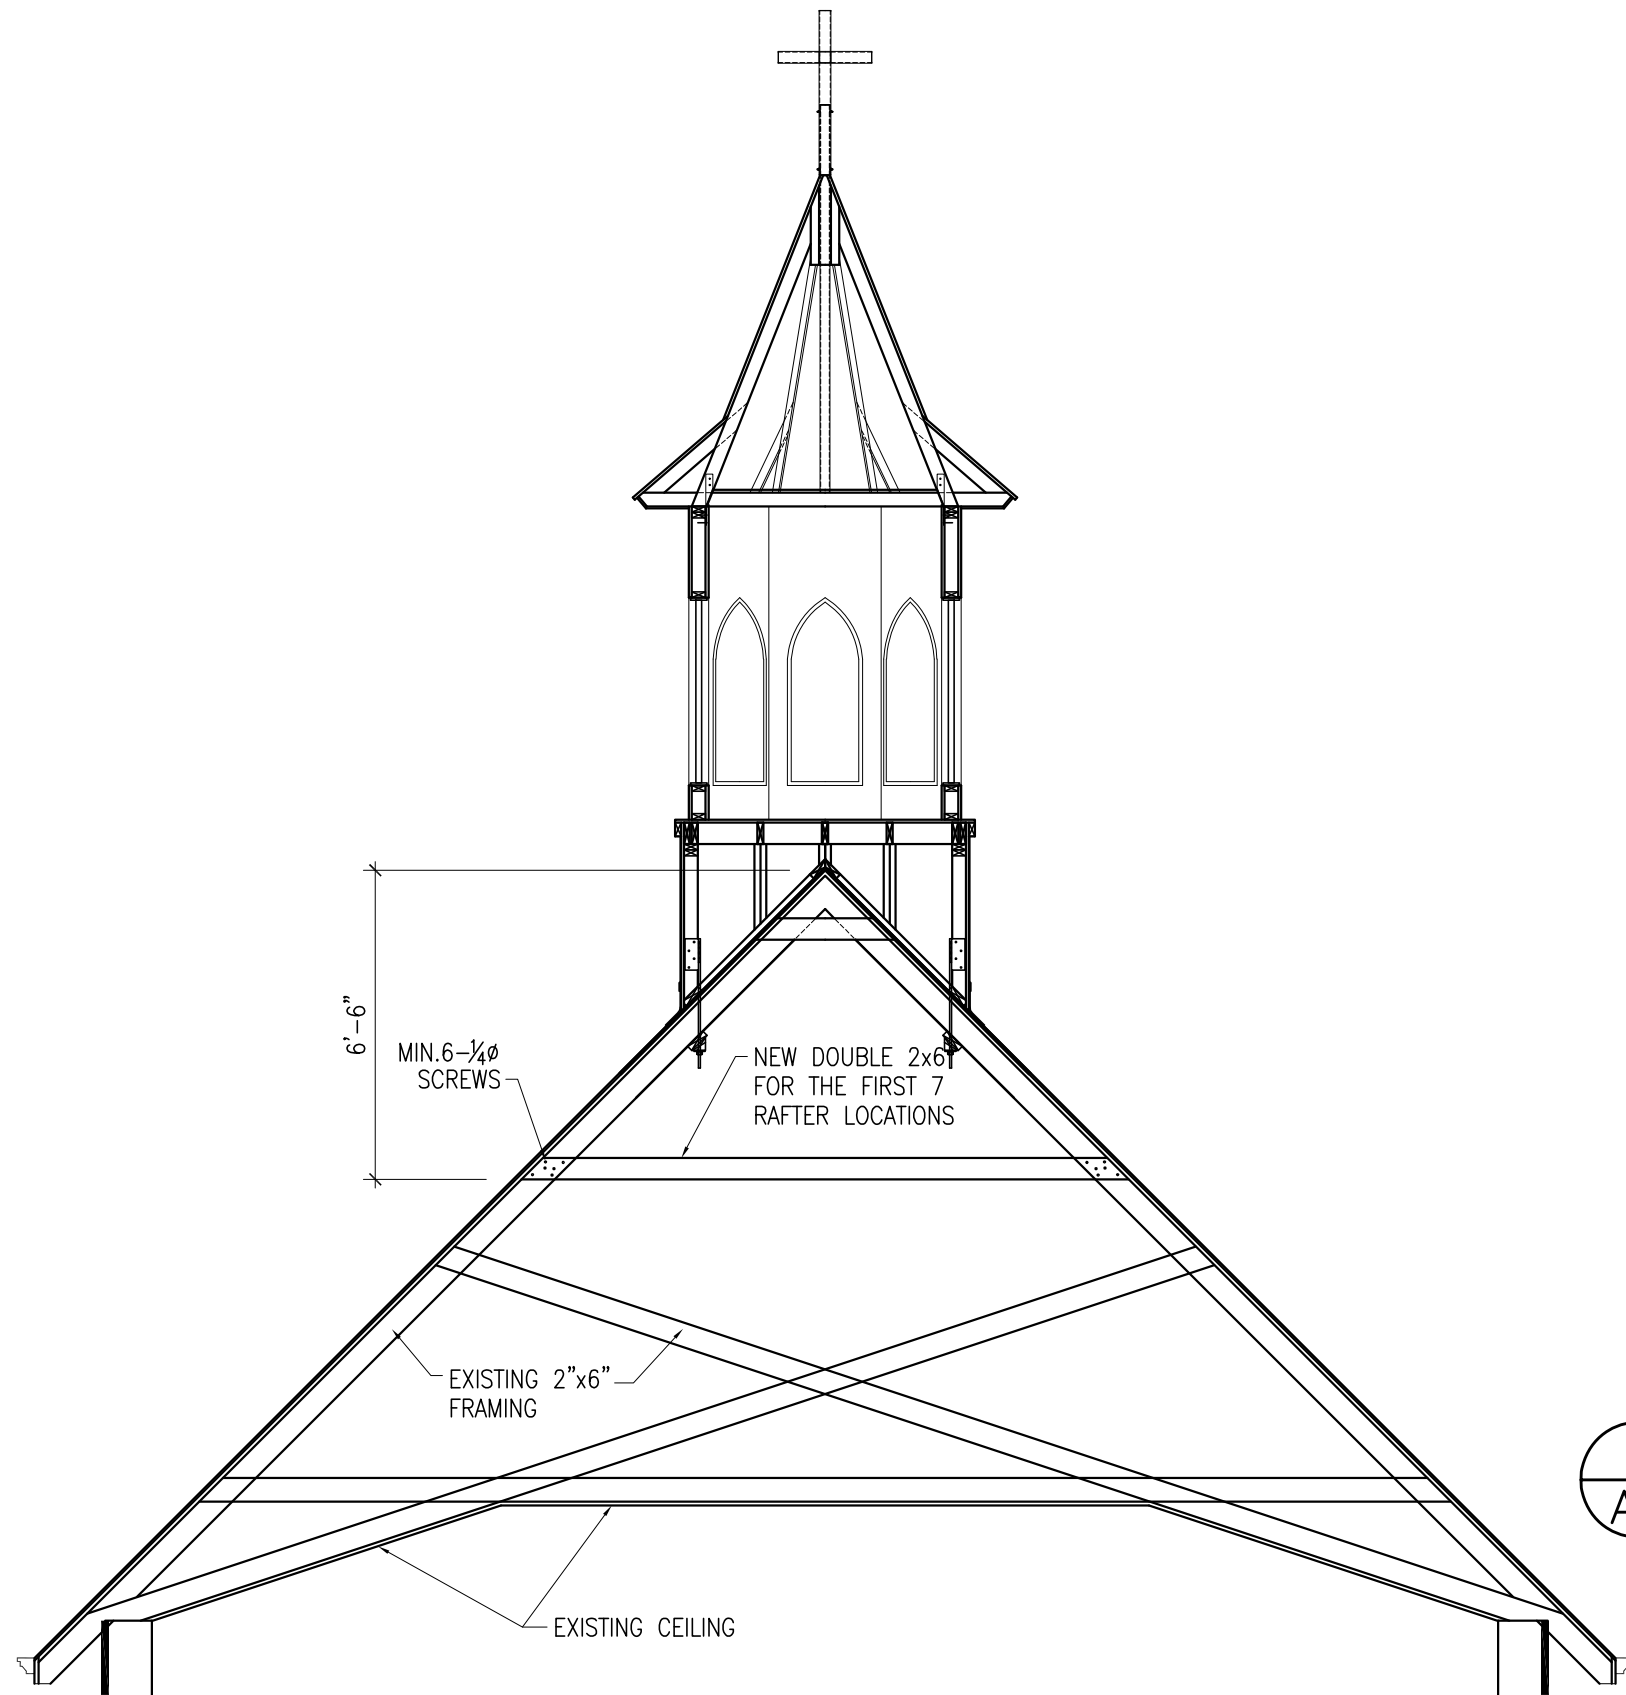 6'-6"
MIN.6-¼ø
SCREWS
NEW DOUBLE 2x6
FOR THE FIRST 7
RAFTER LOCATIONS
EXISTING 2"x6"
FRAMING
EXISTING CEILING
A